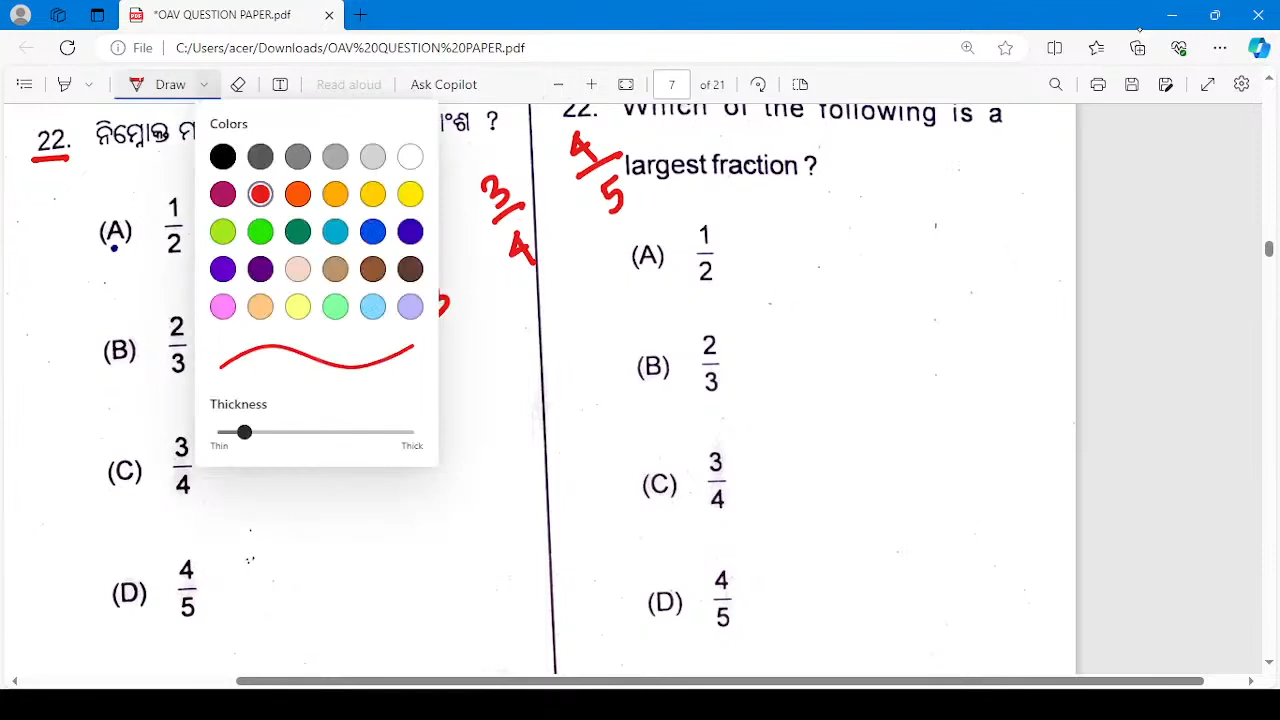 *OAV QUESTION PAPER.pdf
File C:/Users/acer/Downloads/OAV%20QUESTION%20PAPER.pdf
Draw Read aloud Ask Copilot 7 of 21
Colors
Thickness
Thin Thick
22. ନିମ୍ନୋକ୍ତ ମ ାଂଶ ?
3/4
(A) 1/2
(B) 2/3
(C) 3/4
(D) 4/5
22. Which of the following is a
4/5
largest fraction ?
(A) 1/2
(B) 2/3
(C) 3/4
(D) 4/5